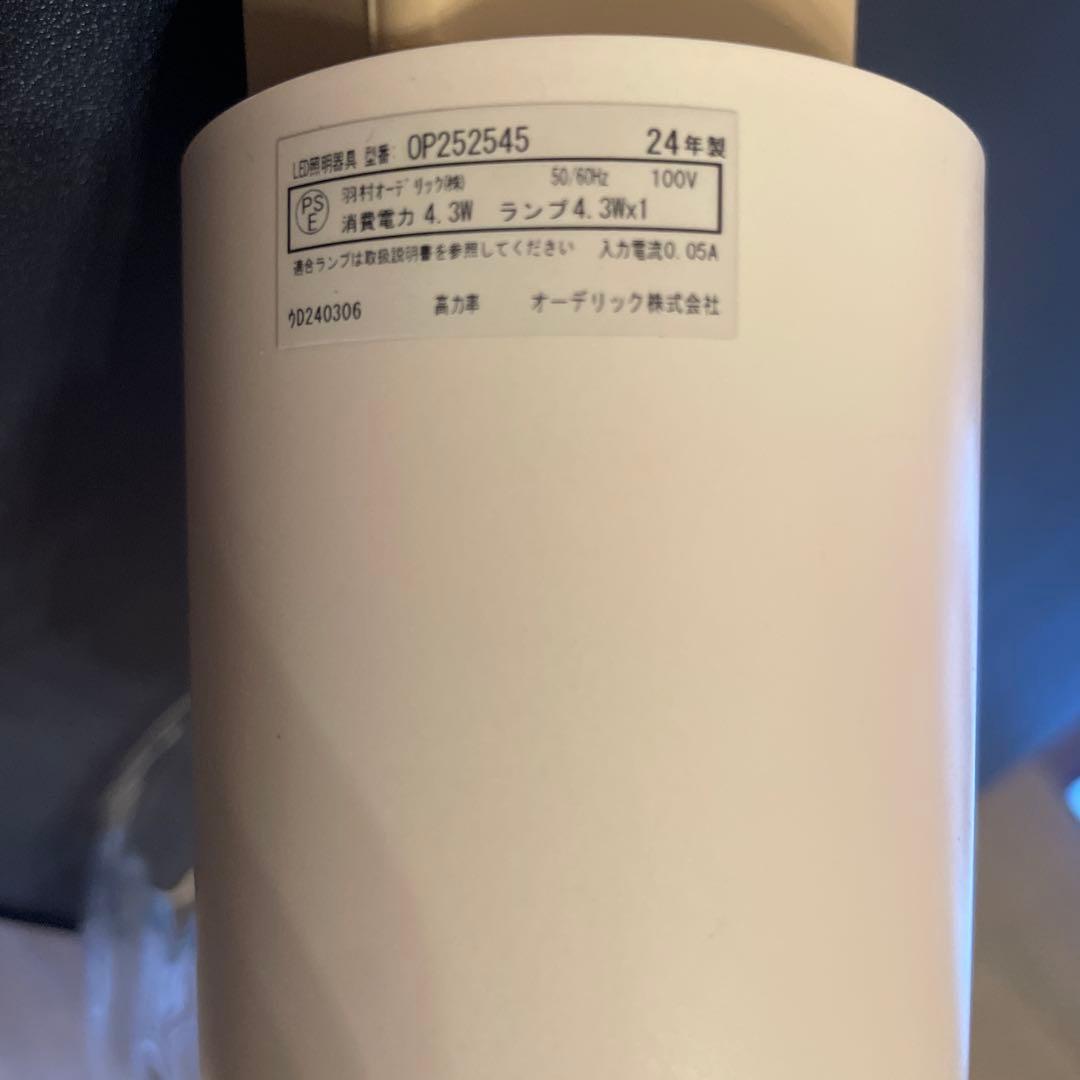 LED照明器具 型番: OP252545 24年製
PSE 羽村オーデリック㈱ 50/60Hz 100V
消費電力 4.3W ランプ4.3Wx1
適合ランプは取扱説明書を参照してください 入力電流0.05A
ウD240306 高力率 オーデリック株式会社